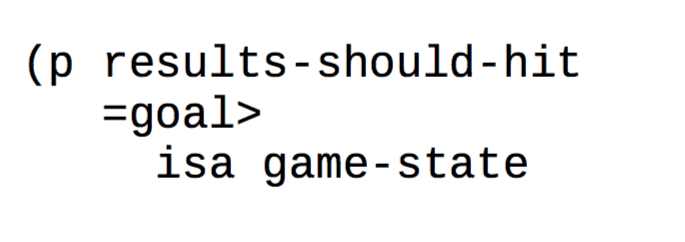 (p results-should-hit
=goal>
isa game-state